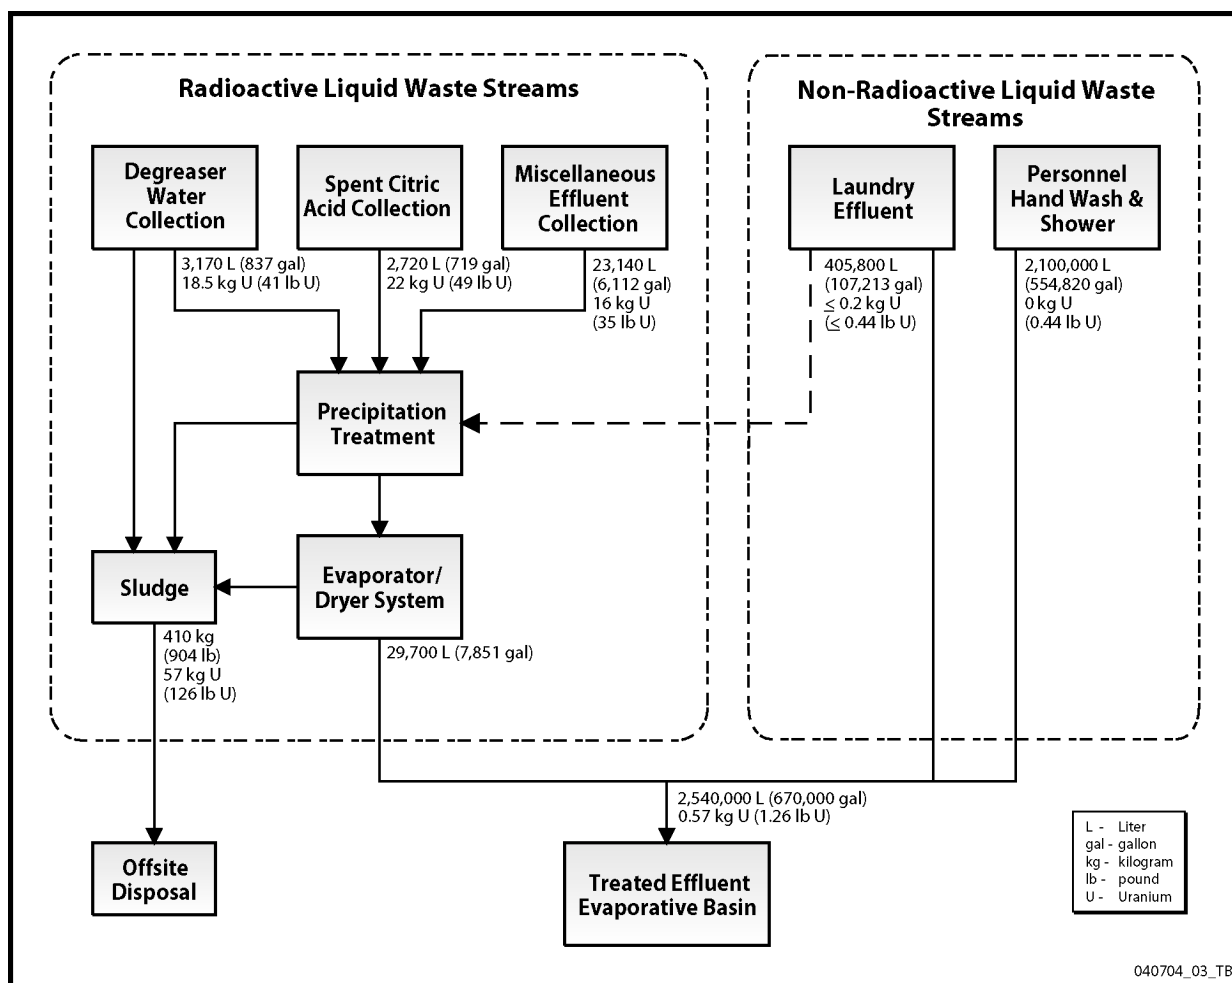 Radioactive Liquid Waste Streams
Non-Radioactive Liquid Waste
Streams
Degreaser
Water
Collection
Spent Citric
Acid Collection
Miscellaneous
Effluent
Collection
Laundry
Effluent
Personnel
Hand Wash &
Shower
3,170 L (837 gal)
18.5 kg U (41 lb U)
2,720 L (719 gal)
22 kg U (49 lb U)
23,140 L
(6,112 gal)
16 kg U
(35 lb U)
405,800 L
(107,213 gal)
≤ 0.2 kg U
(≤ 0.44 lb U)
2,100,000 L
(554,820 gal)
0 kg U
(0.44 lb U)
Precipitation
Treatment
Sludge
Evaporator/
Dryer System
410 kg
(904 lb)
57 kg U
(126 lb U)
29,700 L (7,851 gal)
2,540,000 L (670,000 gal)
0.57 kg U (1.26 lb U)
Offsite
Disposal
Treated Effluent
Evaporative Basin
L - Liter
gal - gallon
kg - kilogram
lb - pound
U - Uranium
040704_03_TB